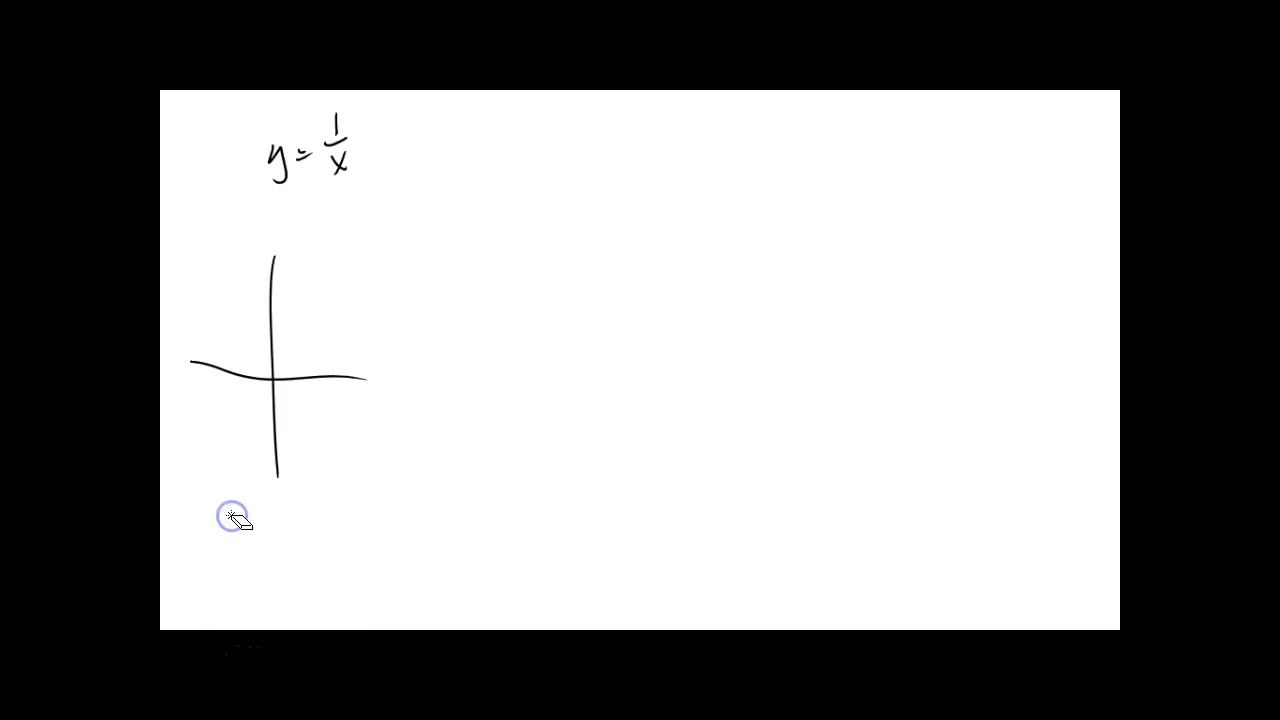 y = 1/x